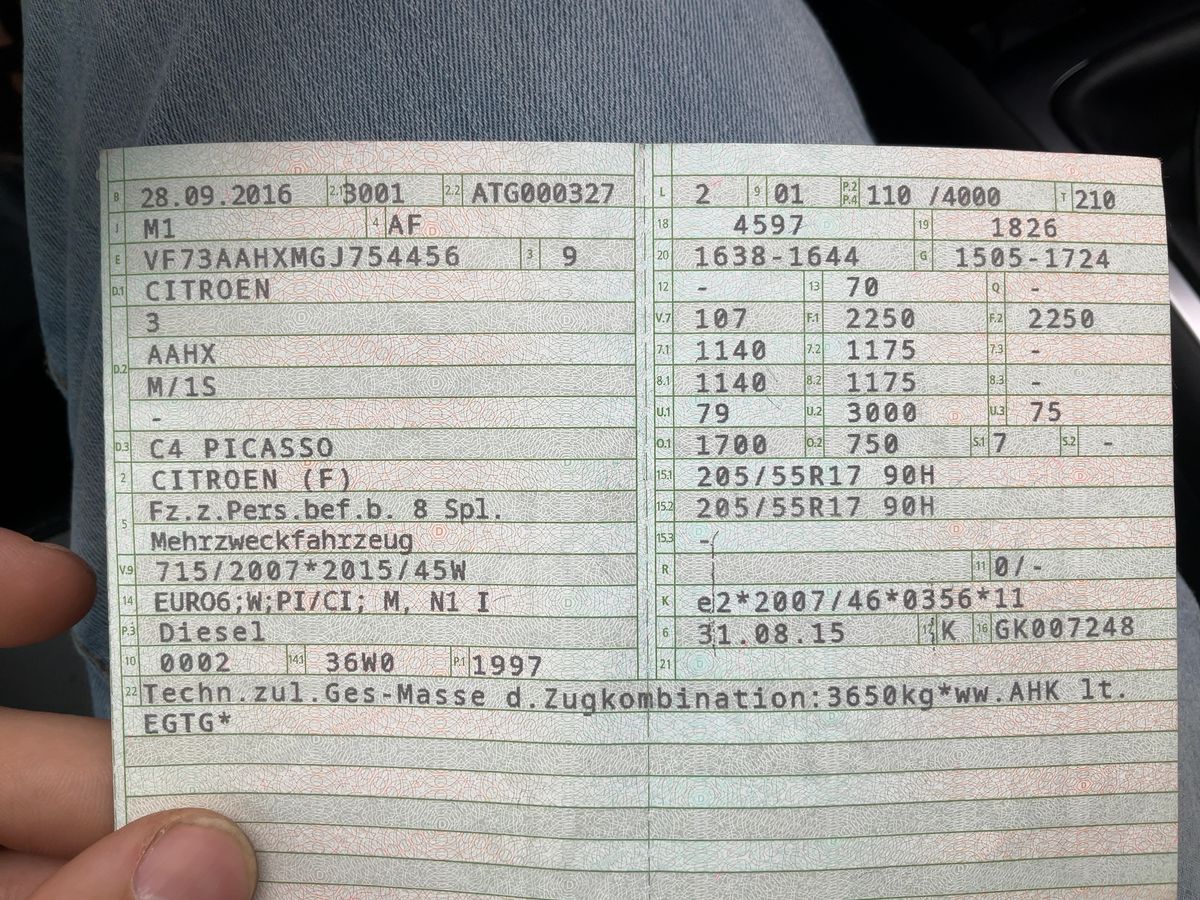 B 28.09.2016 2.1 3001 2.2 ATG000327
J M1 4 AF
E VF73AAHXMGJ754456 3 9
D.1 CITROEN
3
D.2 AAHX
M/1S
-
D.3 C4 PICASSO
2 CITROEN (F)
5 Fz.z.Pers.bef.b. 8 Spl.
Mehrzweckfahrzeug
V.9 715/2007*2015/45W
14 EURO6;W;PI/CI; M, N1 I
P.3 Diesel
10 0002 14.1 36W0 P.1 1997
L 2 9 01 P.2 P.4 110 /4000 T 210
18 4597 19 1826
20 1638-1644 G 1505-1724
12 - 13 70 Q -
V.7 107 F.1 2250 F.2 2250
7.1 1140 7.2 1175 7.3 -
8.1 1140 8.2 1175 8.3 -
U.1 79 U.2 3000 U.3 75
O.1 1700 O.2 750 S.1 7 S.2 -
15.1 205/55R17 90H
15.2 205/55R17 90H
15.3 -
R 11 0/-
K e2*2007/46*0356*11
6 31.08.15 17 K 16 GK007248
21
22 Techn.zul.Ges-Masse d.Zugkombination:3650kg*ww.AHK lt.
EGTG*